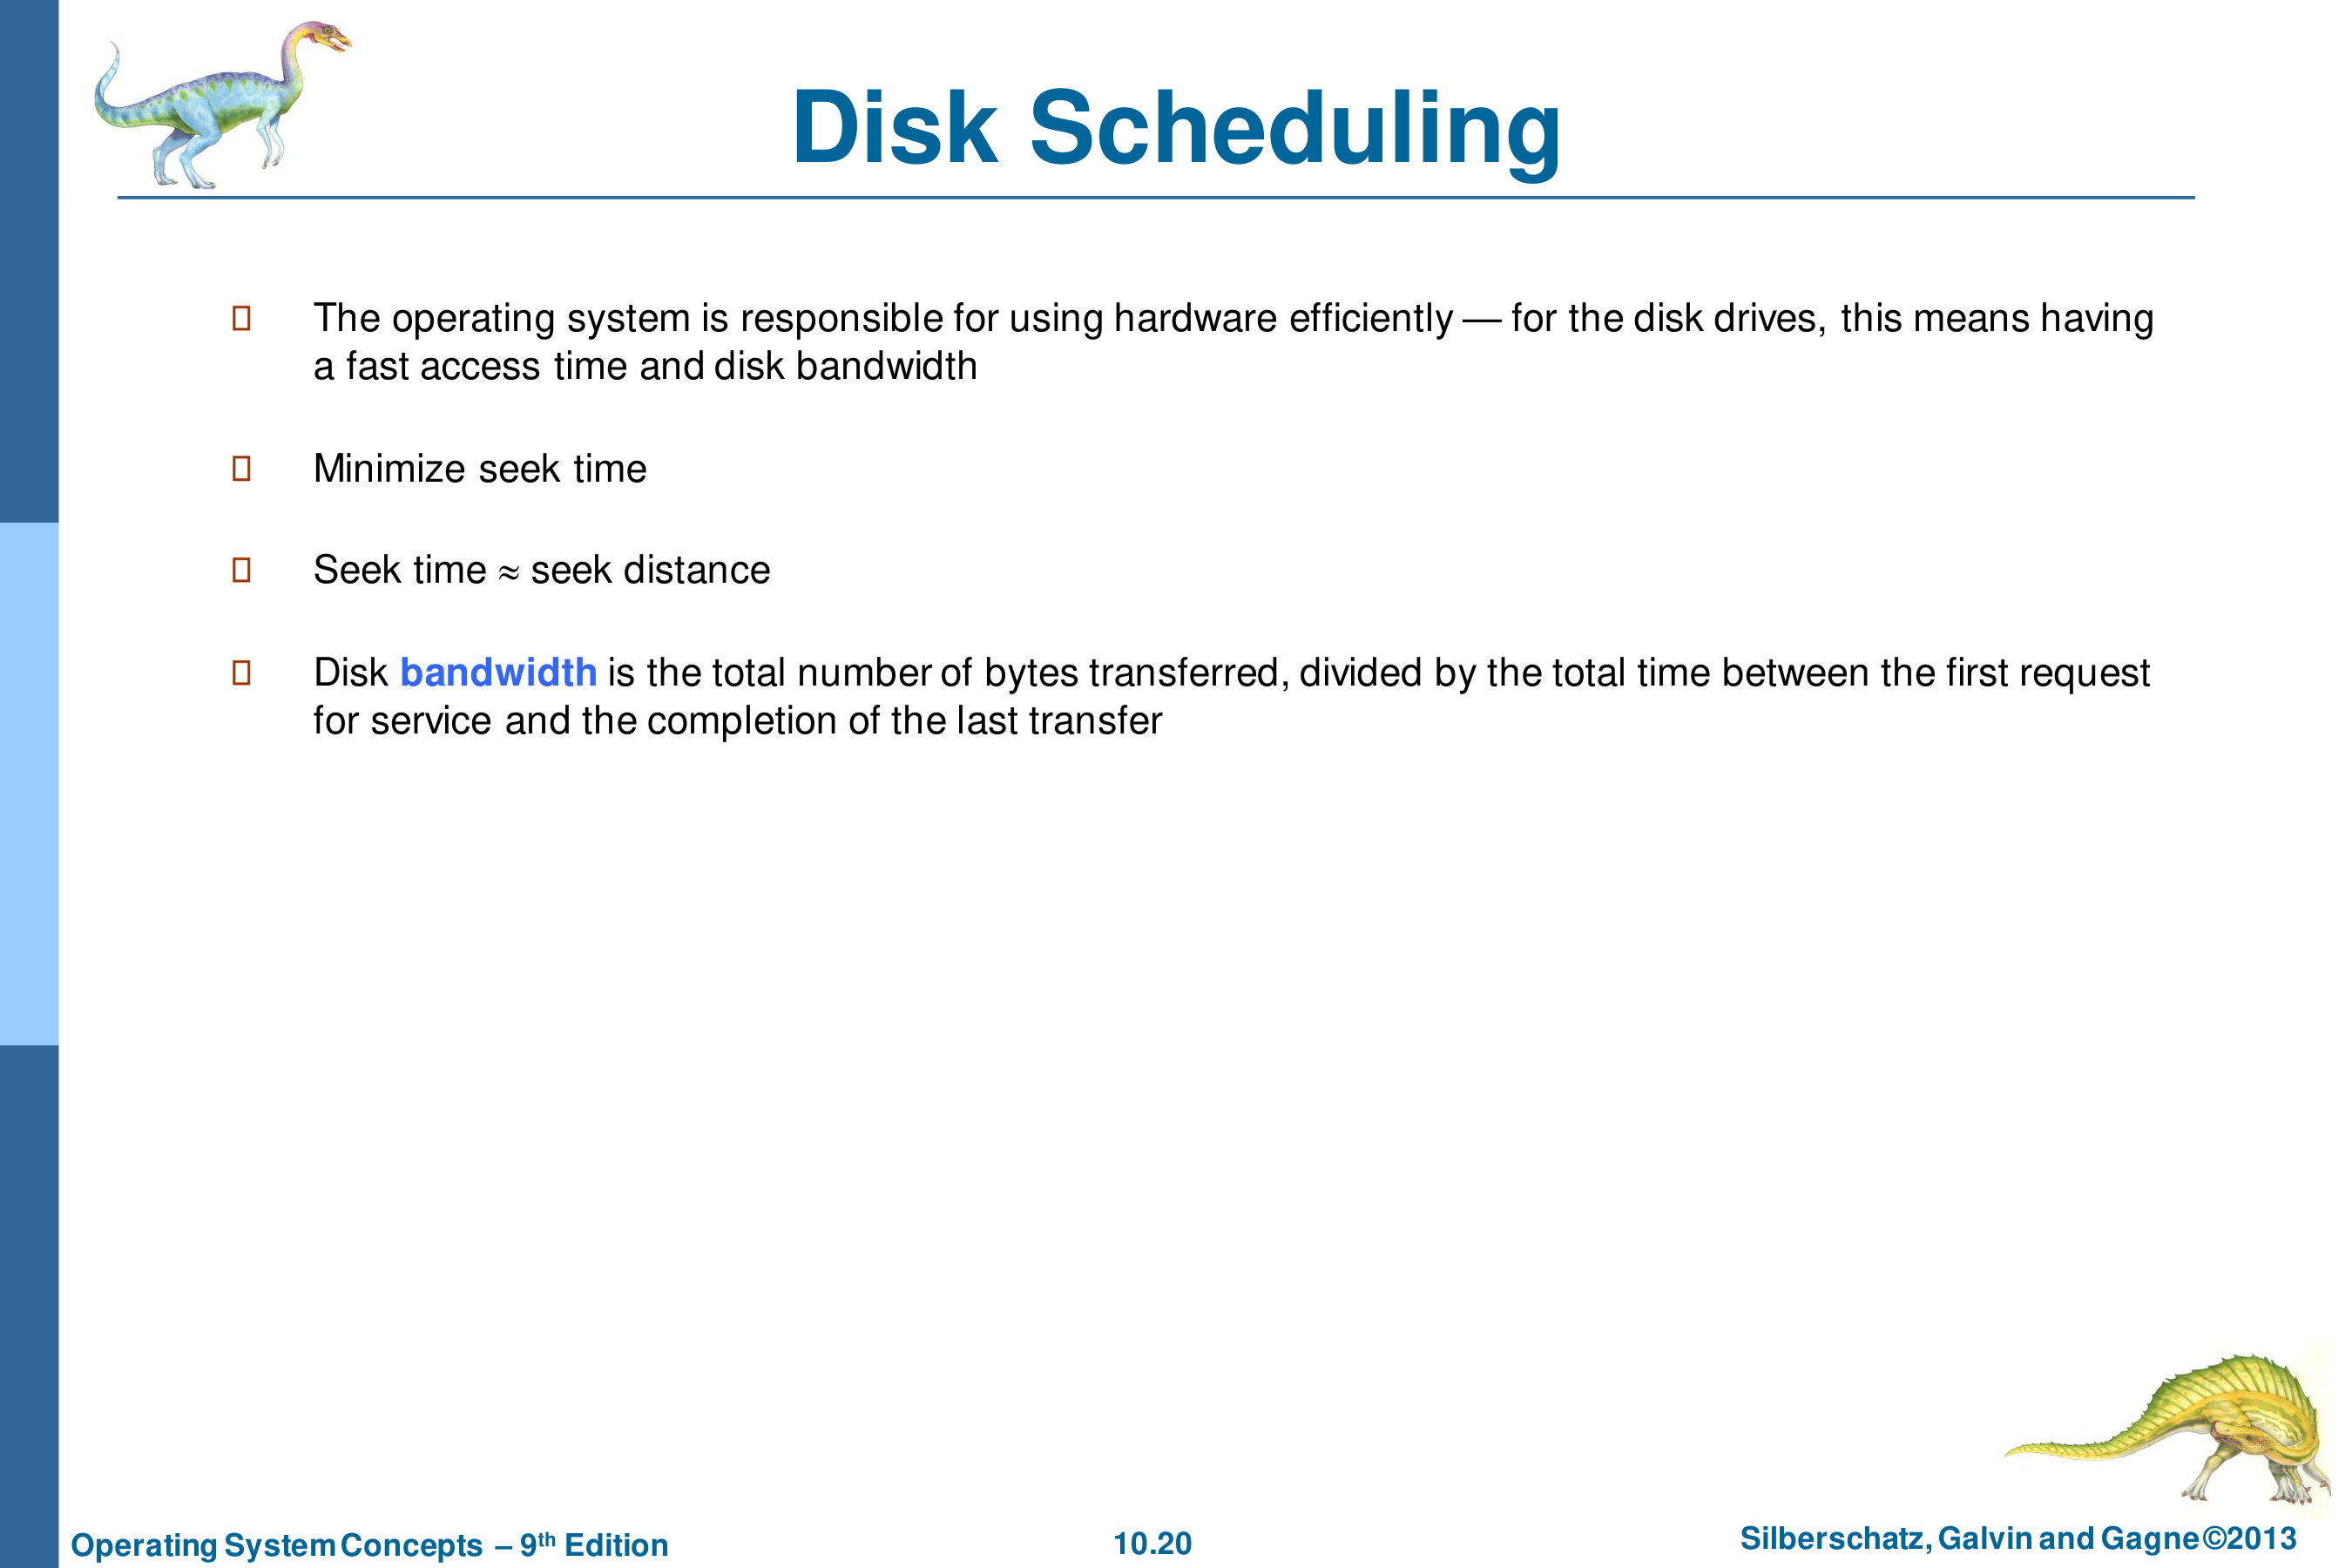 Disk Scheduling
The operating system is responsible for using hardware efficiently — for the disk drives, this means having
a fast access time and disk bandwidth
Minimize seek time
Seek time ≈ seek distance
Disk bandwidth is the total number of bytes transferred, divided by the total time between the first request
for service and the completion of the last transfer
Operating System Concepts – 9th Edition
10.20
Silberschatz, Galvin and Gagne ©2013